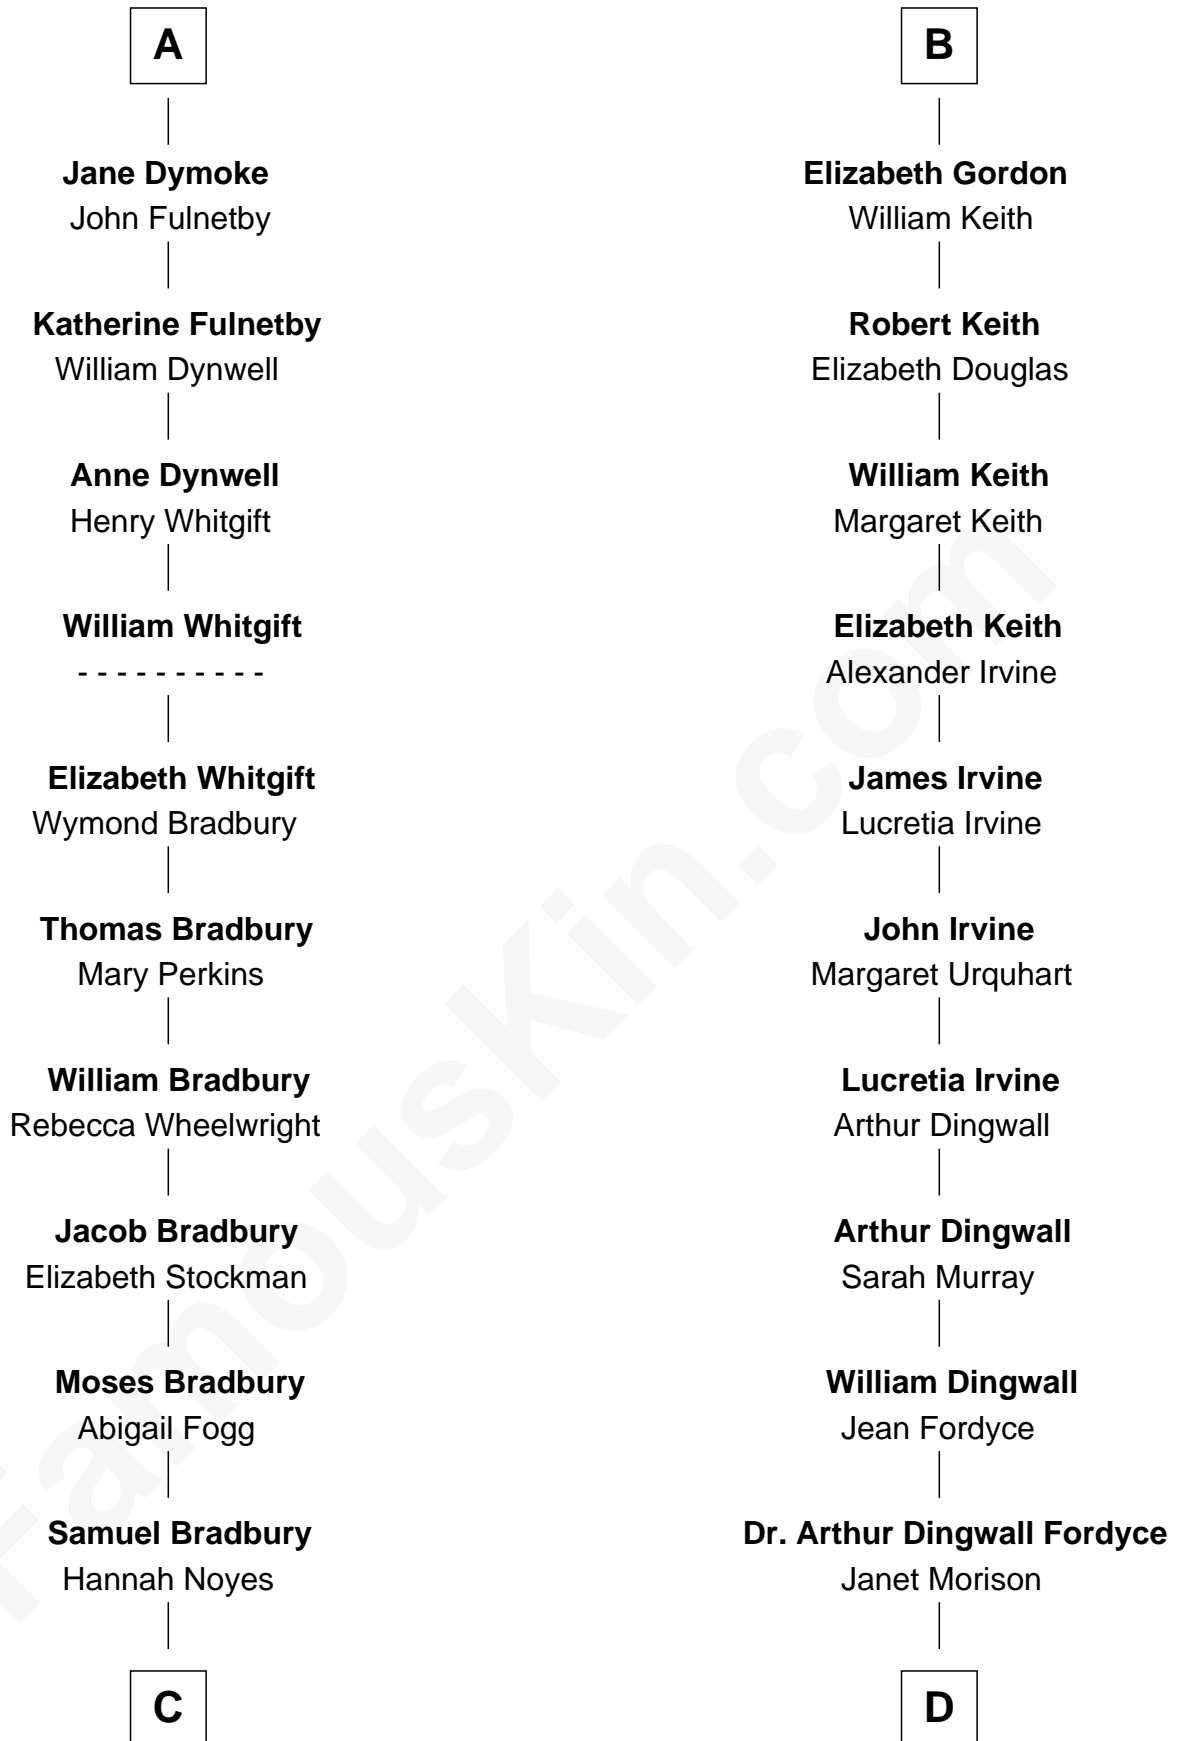 A
Jane Dymoke
John Fulnetby
Katherine Fulnetby
William Dynwell
Anne Dynwell
Henry Whitgift
William Whitgift
- - - - - - - - - -
Elizabeth Whitgift
Wymond Bradbury
Thomas Bradbury
Mary Perkins
William Bradbury
Rebecca Wheelwright
Jacob Bradbury
Elizabeth Stockman
Moses Bradbury
Abigail Fogg
Samuel Bradbury
Hannah Noyes
C
B
Elizabeth Gordon
William Keith
Robert Keith
Elizabeth Douglas
William Keith
Margaret Keith
Elizabeth Keith
Alexander Irvine
James Irvine
Lucretia Irvine
John Irvine
Margaret Urquhart
Lucretia Irvine
Arthur Dingwall
Arthur Dingwall
Sarah Murray
William Dingwall
Jean Fordyce
Dr. Arthur Dingwall Fordyce
Janet Morison
D
FamousKin.com